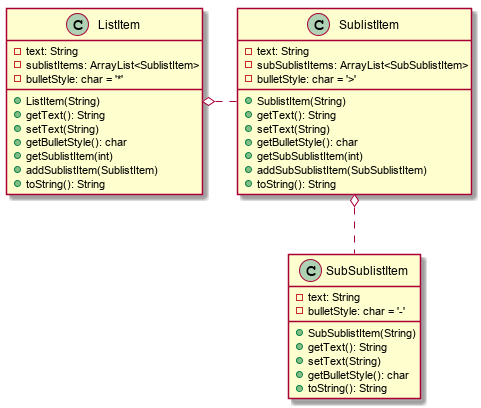 C ListItem
text: String
sublistItems: ArrayList<SublistItem>
bulletStyle: char = '*'
ListItem(String)
getText(): String
setText(String)
getBulletStyle(): char
getSublistItem(int)
addSublistItem(SublistItem)
toString(): String
C SublistItem
text: String
subSublistItems: ArrayList<SubSublistItem>
bulletStyle: char = '>'
SublistItem(String)
getText(): String
setText(String)
getBulletStyle(): char
getSubSublistItem(int)
addSubSublistItem(SubSublistItem)
toString(): String
C SubSublistItem
text: String
bulletStyle: char = '-'
SubSublistItem(String)
getText(): String
setText(String)
getBulletStyle(): char
toString(): String